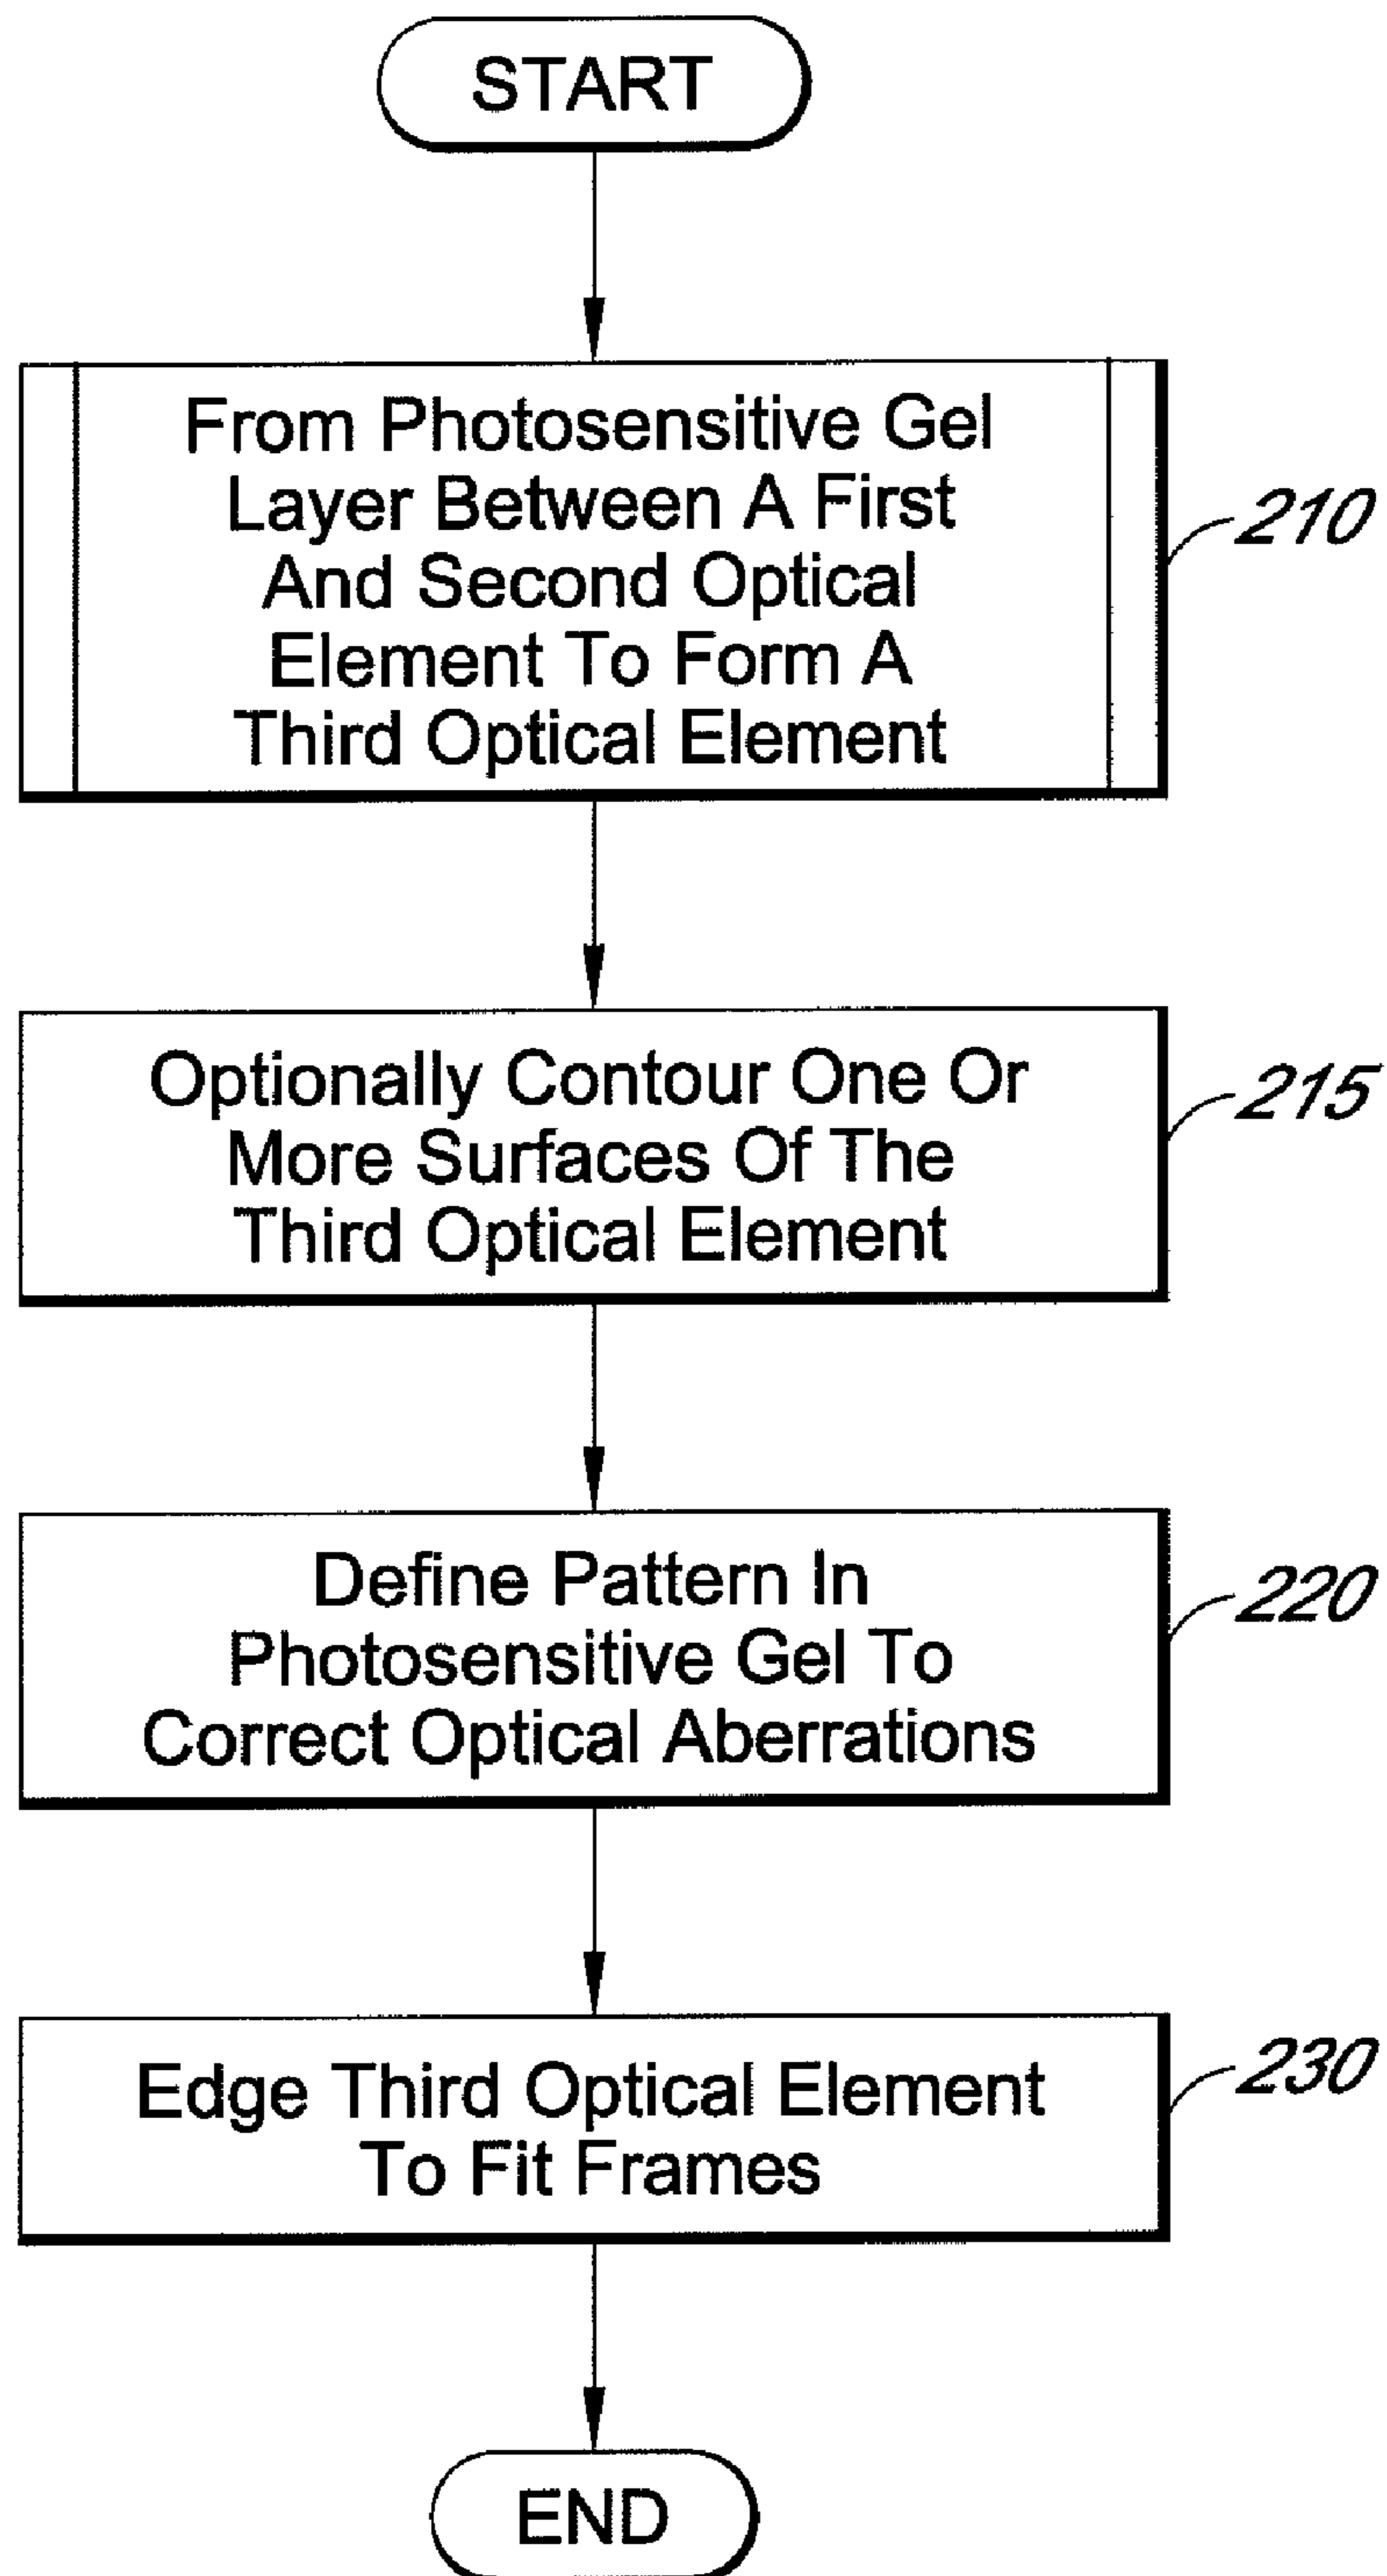 START
From Photosensitive Gel
Layer Between A First
And Second Optical
Element To Form A
Third Optical Element
210
Optionally Contour One Or
More Surfaces Of The
Third Optical Element
215
Define Pattern In
Photosensitive Gel To
Correct Optical Aberrations
220
Edge Third Optical Element
To Fit Frames
230
END